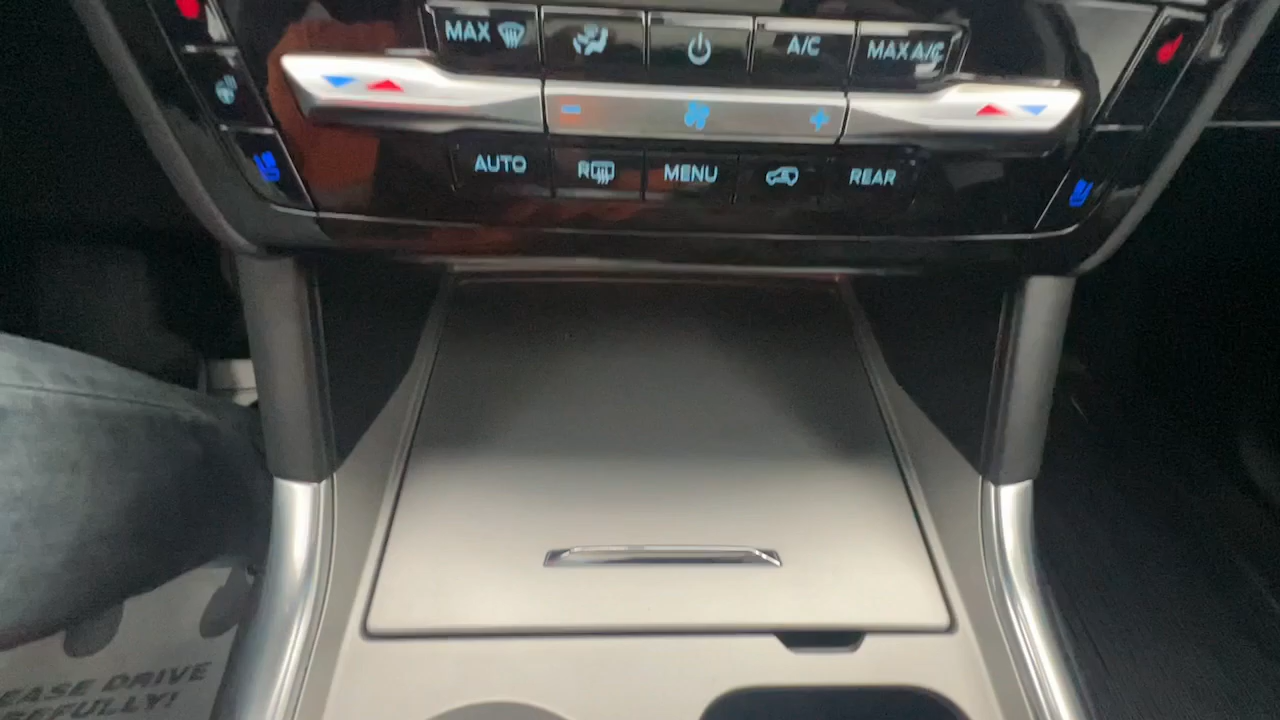 MAX
A/C
MAX A/C
AUTO
R
MENU
REAR
EASE DRIVE
EFULLY!